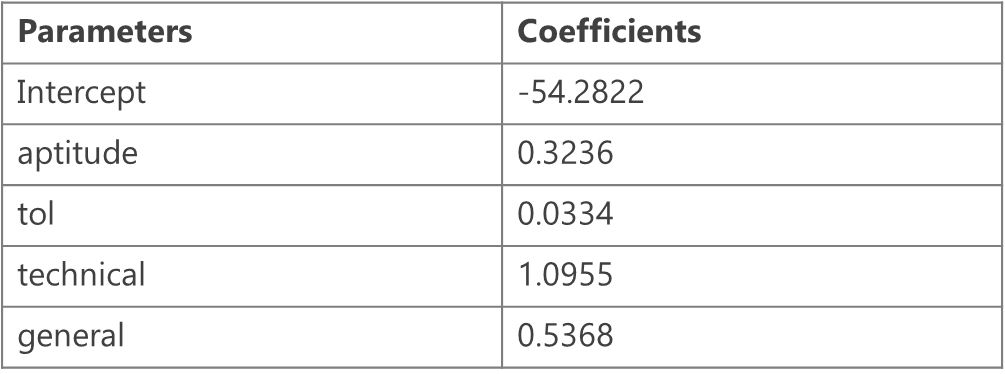 Parameters Coefficients
Intercept -54.2822
aptitude 0.3236
tol 0.0334
technical 1.0955
general 0.5368